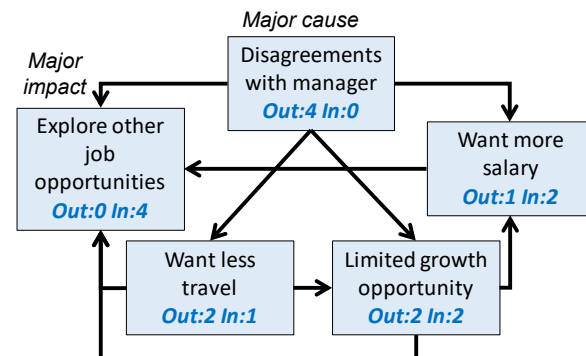 Major cause
Disagreements
with manager
Out:4 In:0
Major
impact
Explore other
job
opportunities
Out:0 In:4
Want more
salary
Out:1 In:2
Want less
travel
Out:2 In:1
Limited growth
opportunity
Out:2 In:2